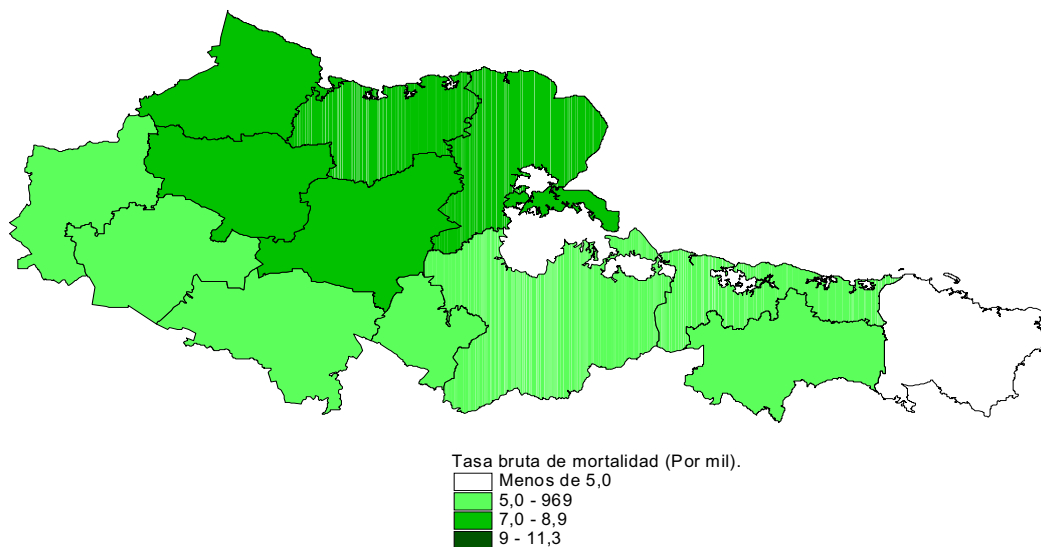 Tasa bruta de mortalidad (Por mil).
Menos de 5,0
5,0 - 969
7,0 - 8,9
9 - 11,3